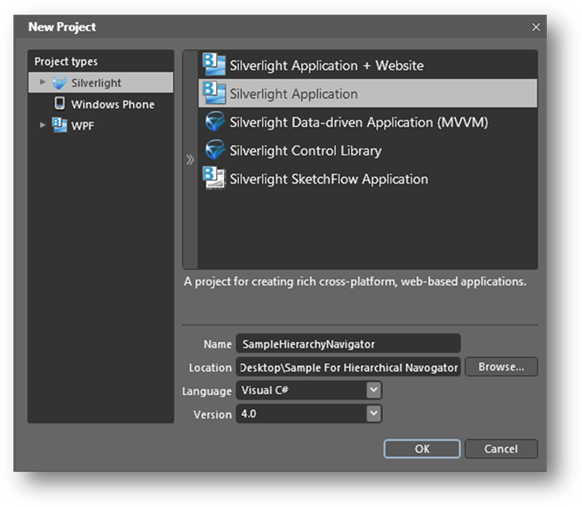 New Project
Project types
Silverlight
Windows Phone
WPF
Silverlight Application + Website
Silverlight Application
Silverlight Data-driven Application (MVVM)
Silverlight Control Library
Silverlight SketchFlow Application
A project for creating rich cross-platform, web-based applications.
Name SampleHierarchyNavigator
Location Desktop\Sample For Hierarchical Navogator Browse...
Language Visual C#
Version 4.0
OK Cancel